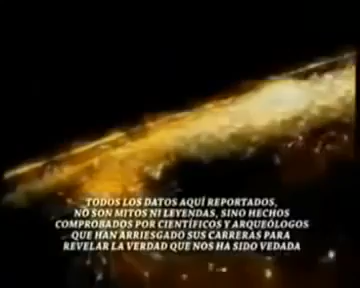 TODOS LOS DATOS AQUÍ REPORTADOS,
NO SON MITOS NI LEYENDAS, SINO HECHOS
COMPROBADOS POR CIENTÍFICOS Y ARQUEÓLOGOS
QUE HAN ARRIESGADO SUS CARRERAS PARA
REVELAR LA VERDAD QUE NOS HA SIDO VEDADA